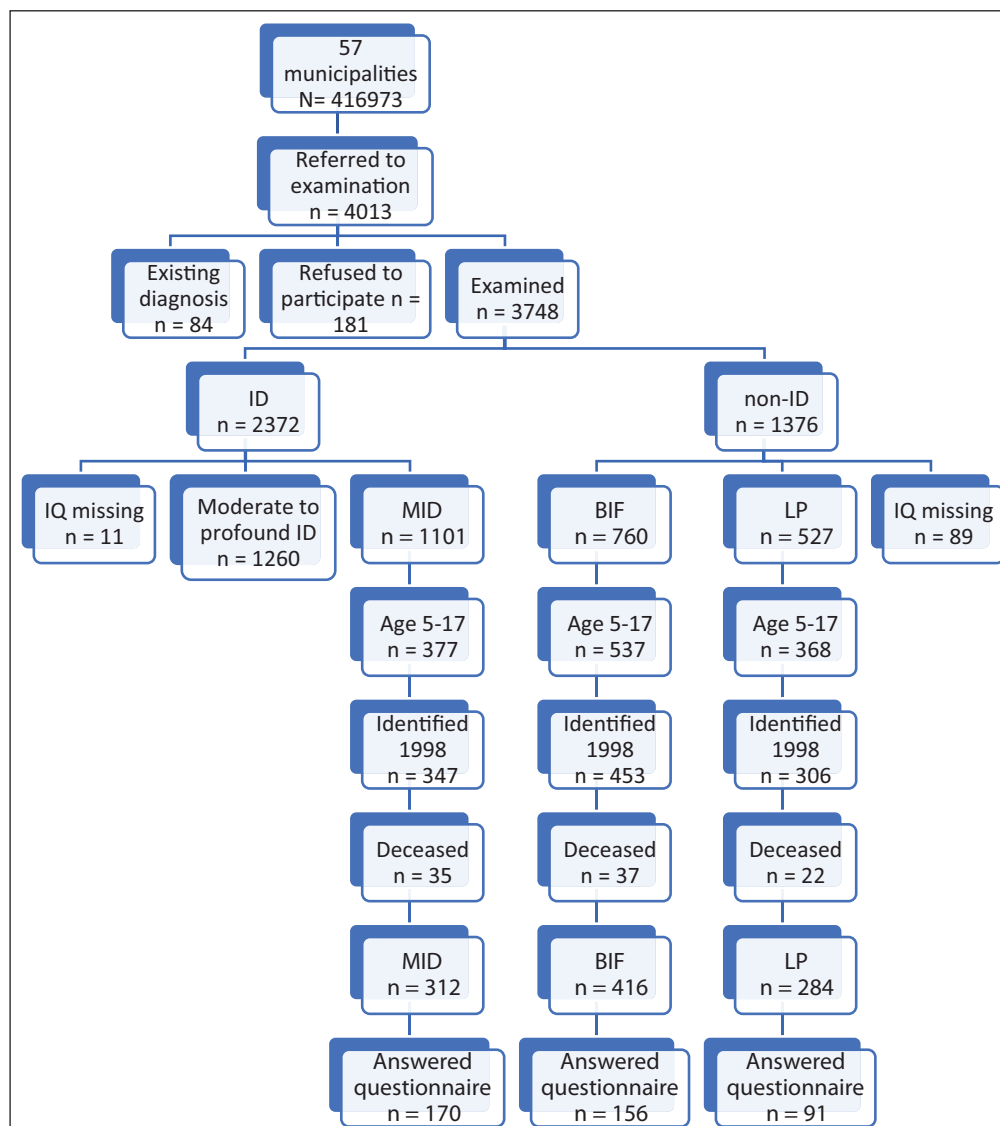 57
municipalities
N= 416973
Referred to
examination
n = 4013
Existing
diagnosis
n = 84
Refused to
participate n =
181
Examined
n = 3748
ID
n = 2372
non-ID
n = 1376
IQ missing
n = 11
Moderate to
profound ID
n = 1260
MID
n = 1101
BIF
n = 760
LP
n = 527
IQ missing
n = 89
Age 5-17
n = 377
Age 5-17
n = 537
Age 5-17
n = 368
Identified
1998
n = 347
Identified
1998
n = 453
Identified
1998
n = 306
Deceased
n = 35
Deceased
n = 37
Deceased
n = 22
MID
n = 312
BIF
n = 416
LP
n = 284
Answered
questionnaire
n = 170
Answered
questionnaire
n = 156
Answered
questionnaire
n = 91